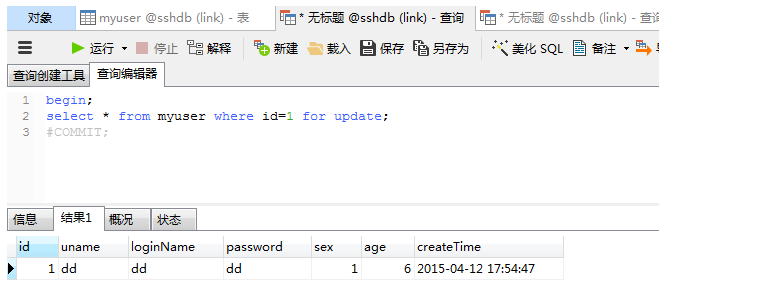 对象 myuser @sshdb (link) - 表 * 无标题 @sshdb (link) - 查询 * 无标题 @sshdb (link) - 查询
运行 停止 解释 新建 载入 保存 另存为 美化 SQL 备注
查询创建工具 查询编辑器
1 begin;
2 select * from myuser where id=1 for update;
3 #COMMIT;
信息 结果1 概况 状态
id uname loginName password sex age createTime
1 dd dd dd 1 6 2015-04-12 17:54:47